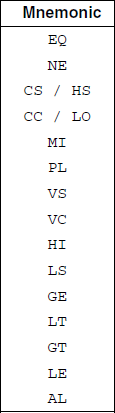 Mnemonic
EQ
NE
CS / HS
CC / LO
MI
PL
VS
VC
HI
LS
GE
LT
GT
LE
AL